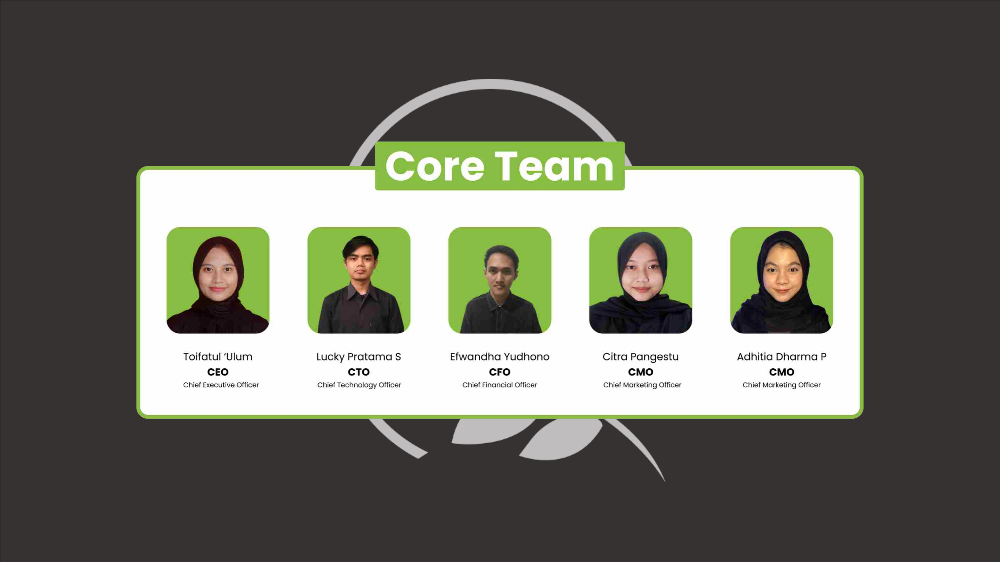 Core Team
Toifatul ‘Ulum
CEO
Chief Executive Officer
Lucky Pratama S
CTO
Chief Technology Officer
Efwandha Yudhono
CFO
Chief Financial Officer
Citra Pangestu
CMO
Chief Marketing Officer
Adhitia Dharma P
CMO
Chief Marketing Officer